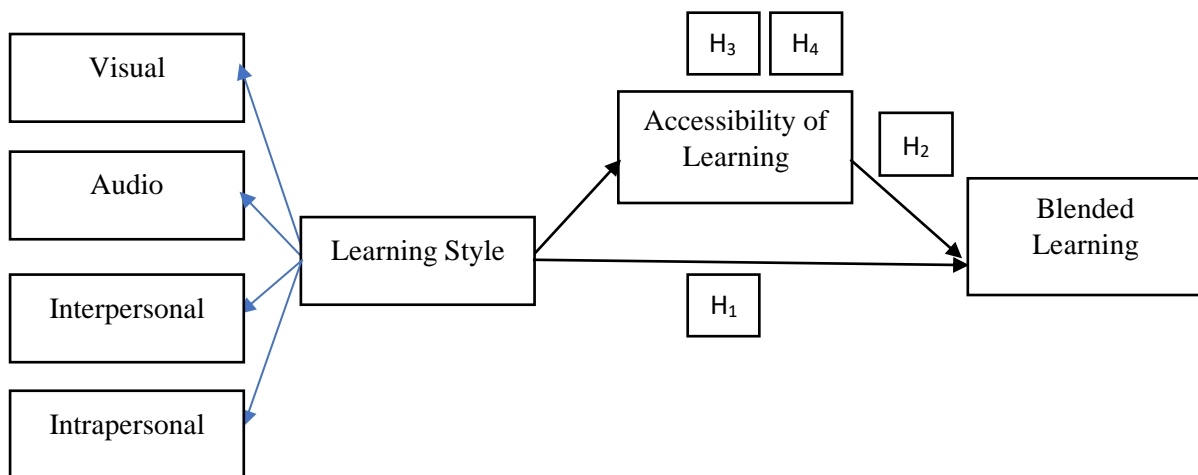 Visual
Audio
Interpersonal
Intrapersonal
Learning Style
H₃
H₄
Accessibility of
Learning
H₂
H₁
Blended
Learning